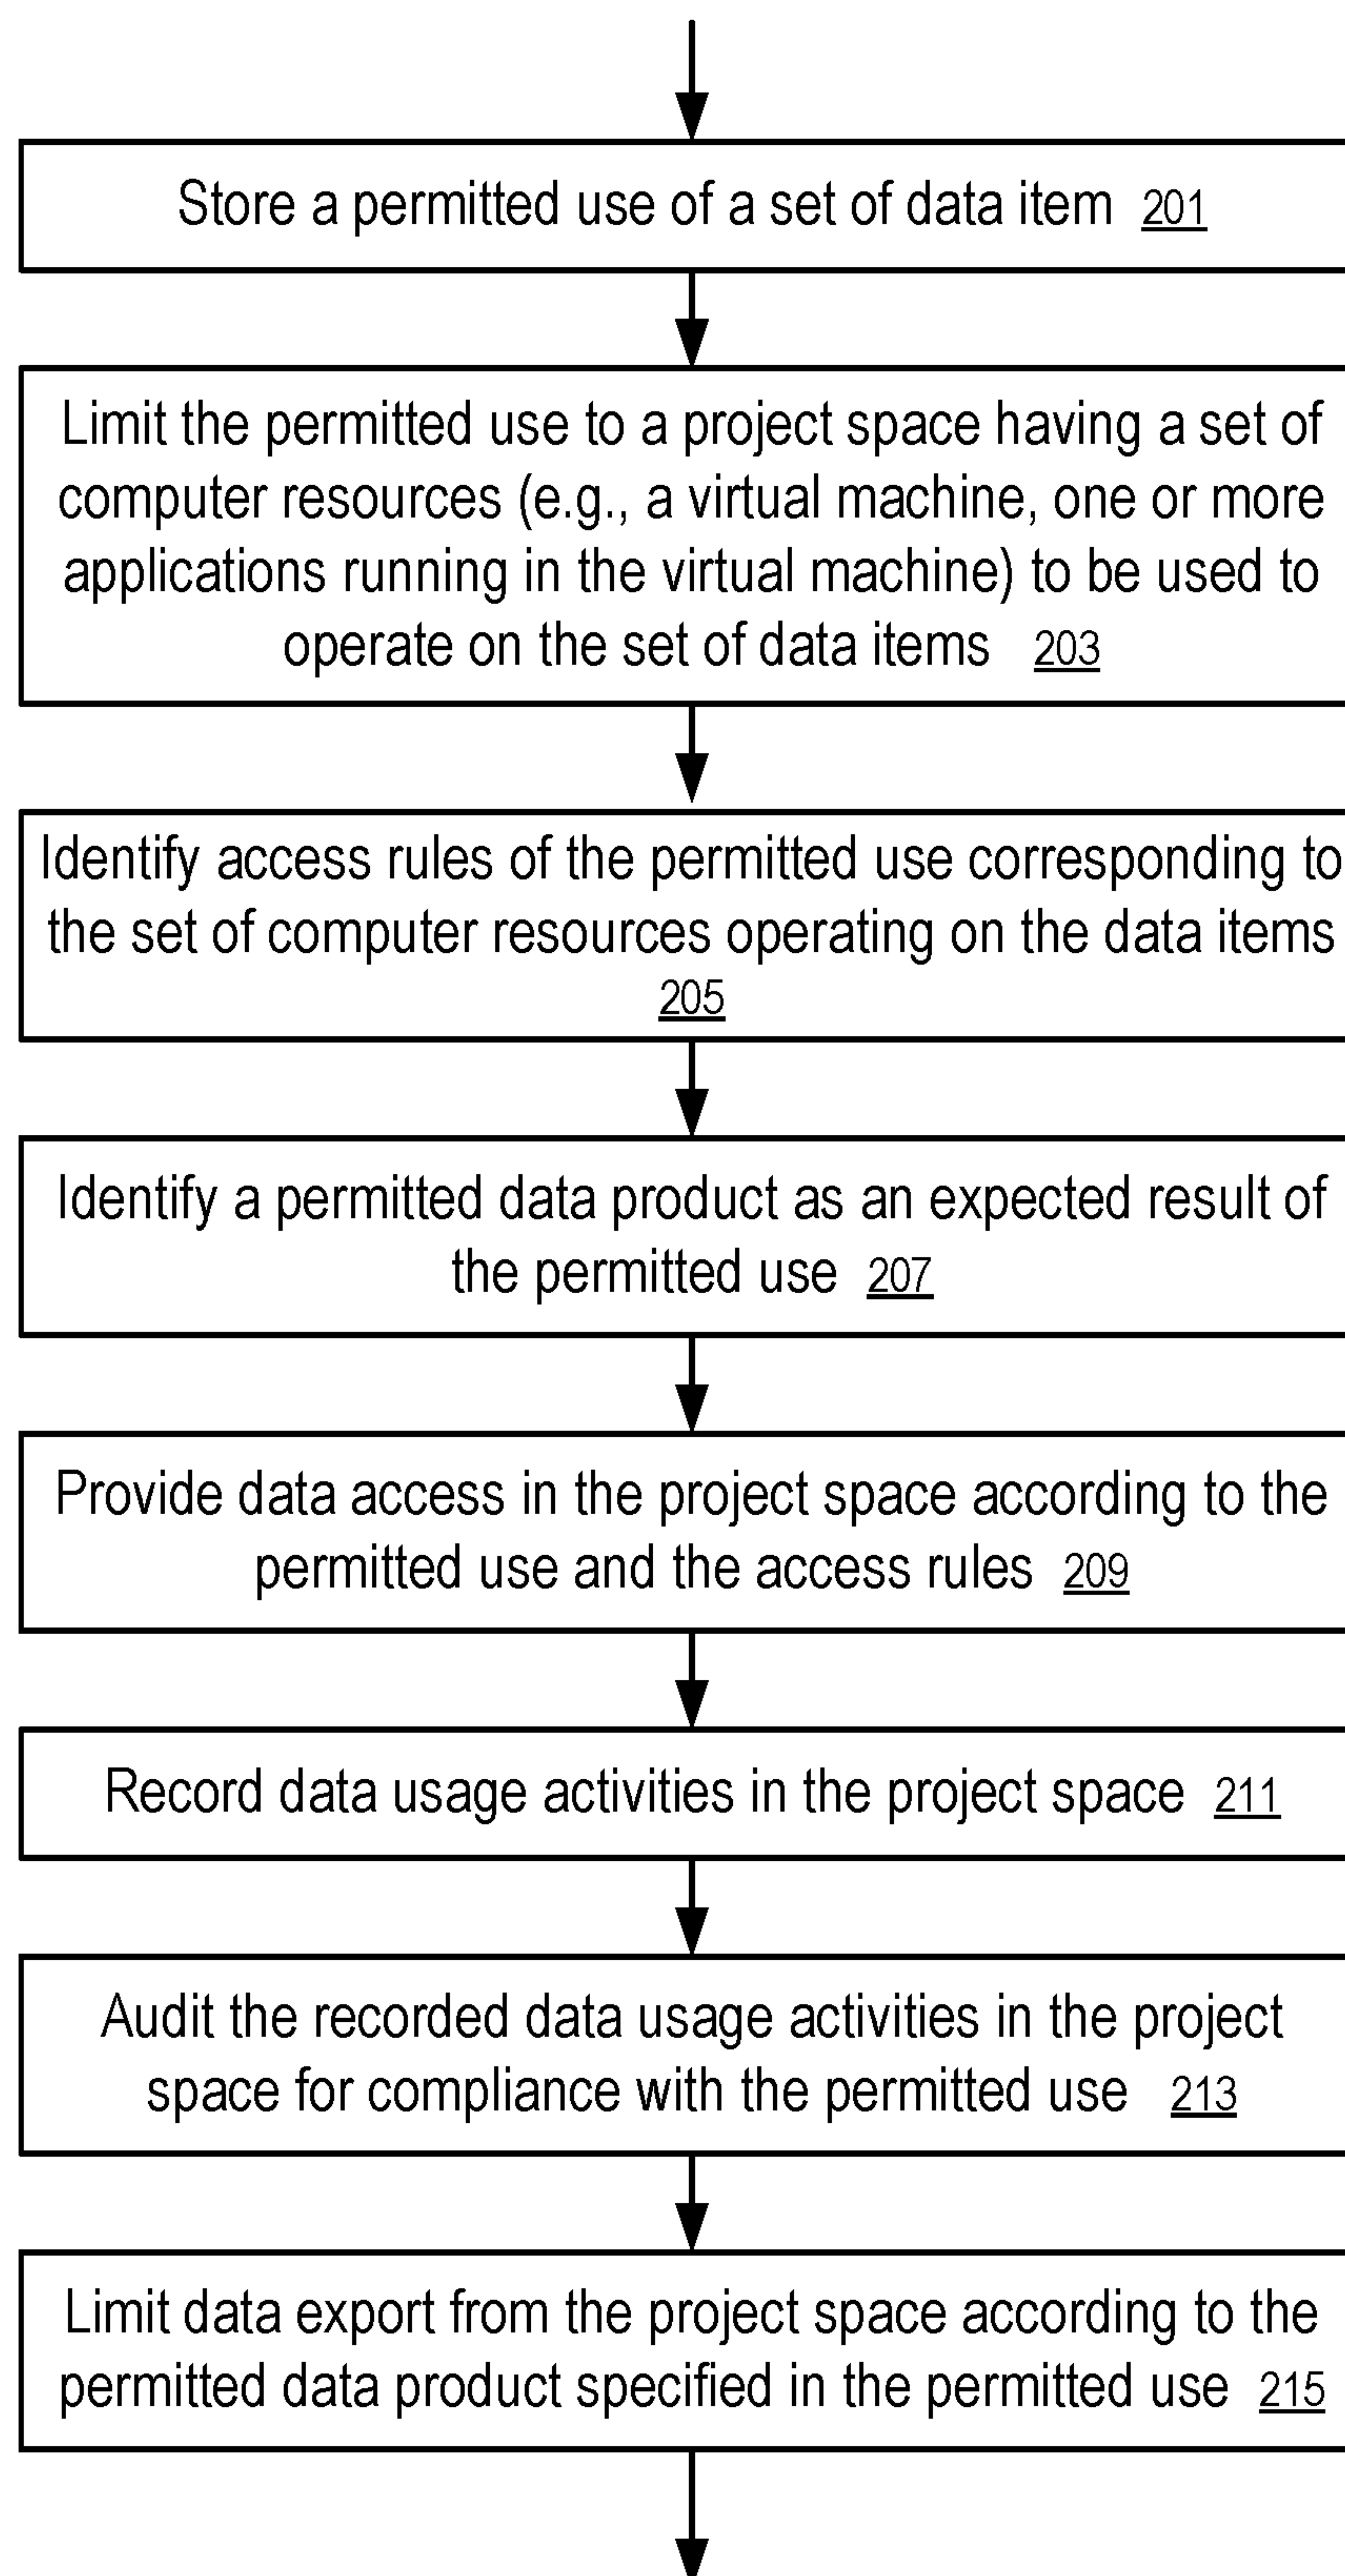 Store a permitted use of a set of data item 201
Limit the permitted use to a project space having a set of
computer resources (e.g., a virtual machine, one or more
applications running in the virtual machine) to be used to
operate on the set of data items 203
Identify access rules of the permitted use corresponding to
the set of computer resources operating on the data items
205
Identify a permitted data product as an expected result of
the permitted use 207
Provide data access in the project space according to the
permitted use and the access rules 209
Record data usage activities in the project space 211
Audit the recorded data usage activities in the project
space for compliance with the permitted use 213
Limit data export from the project space according to the
permitted data product specified in the permitted use 215